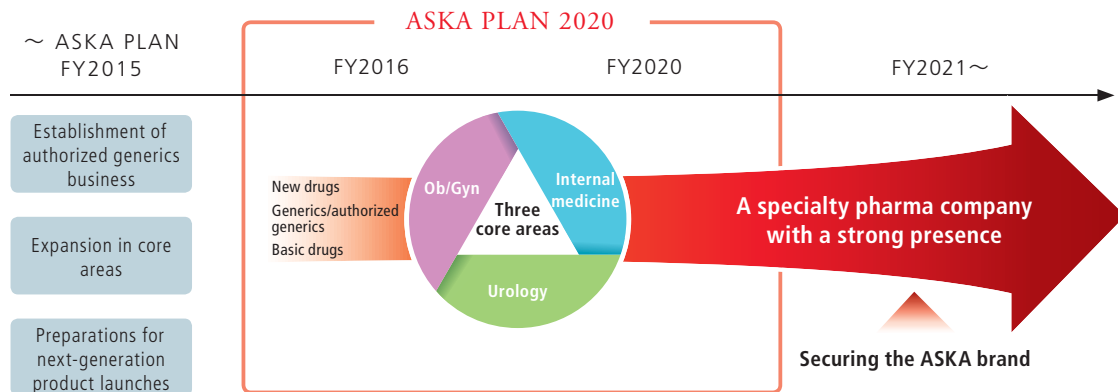 ASKA PLAN 2020
～ ASKA PLAN
FY2015
FY2016
FY2020
FY2021～
Establishment of
authorized generics
business
Expansion in core
areas
Preparations for
next-generation
product launches
New drugs
Generics/authorized
generics
Basic drugs
Ob/Gyn
Internal
medicine
Three
core areas
Urology
A specialty pharma company
with a strong presence
Securing the ASKA brand